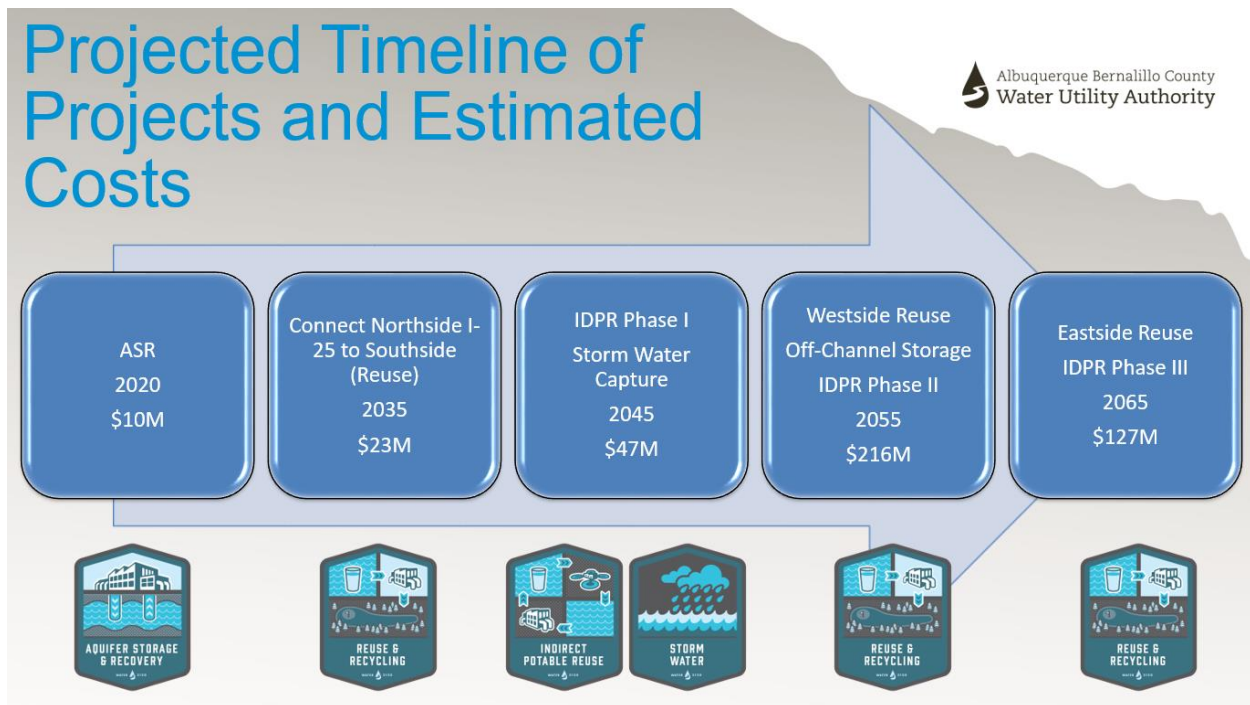 Projected Timeline of
Projects and Estimated
Costs
Albuquerque Bernalillo County
Water Utility Authority
ASR
2020
$10M
Connect Northside I-
25 to Southside
(Reuse)
2035
$23M
IDPR Phase I
Storm Water
Capture
2045
$47M
Westside Reuse
Off-Channel Storage
IDPR Phase II
2055
$216M
Eastside Reuse
IDPR Phase III
2065
$127M
AQUIFER STORAGE
& RECOVERY
REUSE &
RECYCLING
INDIRECT
POTABLE REUSE
STORM
WATER
REUSE &
RECYCLING
REUSE &
RECYCLING